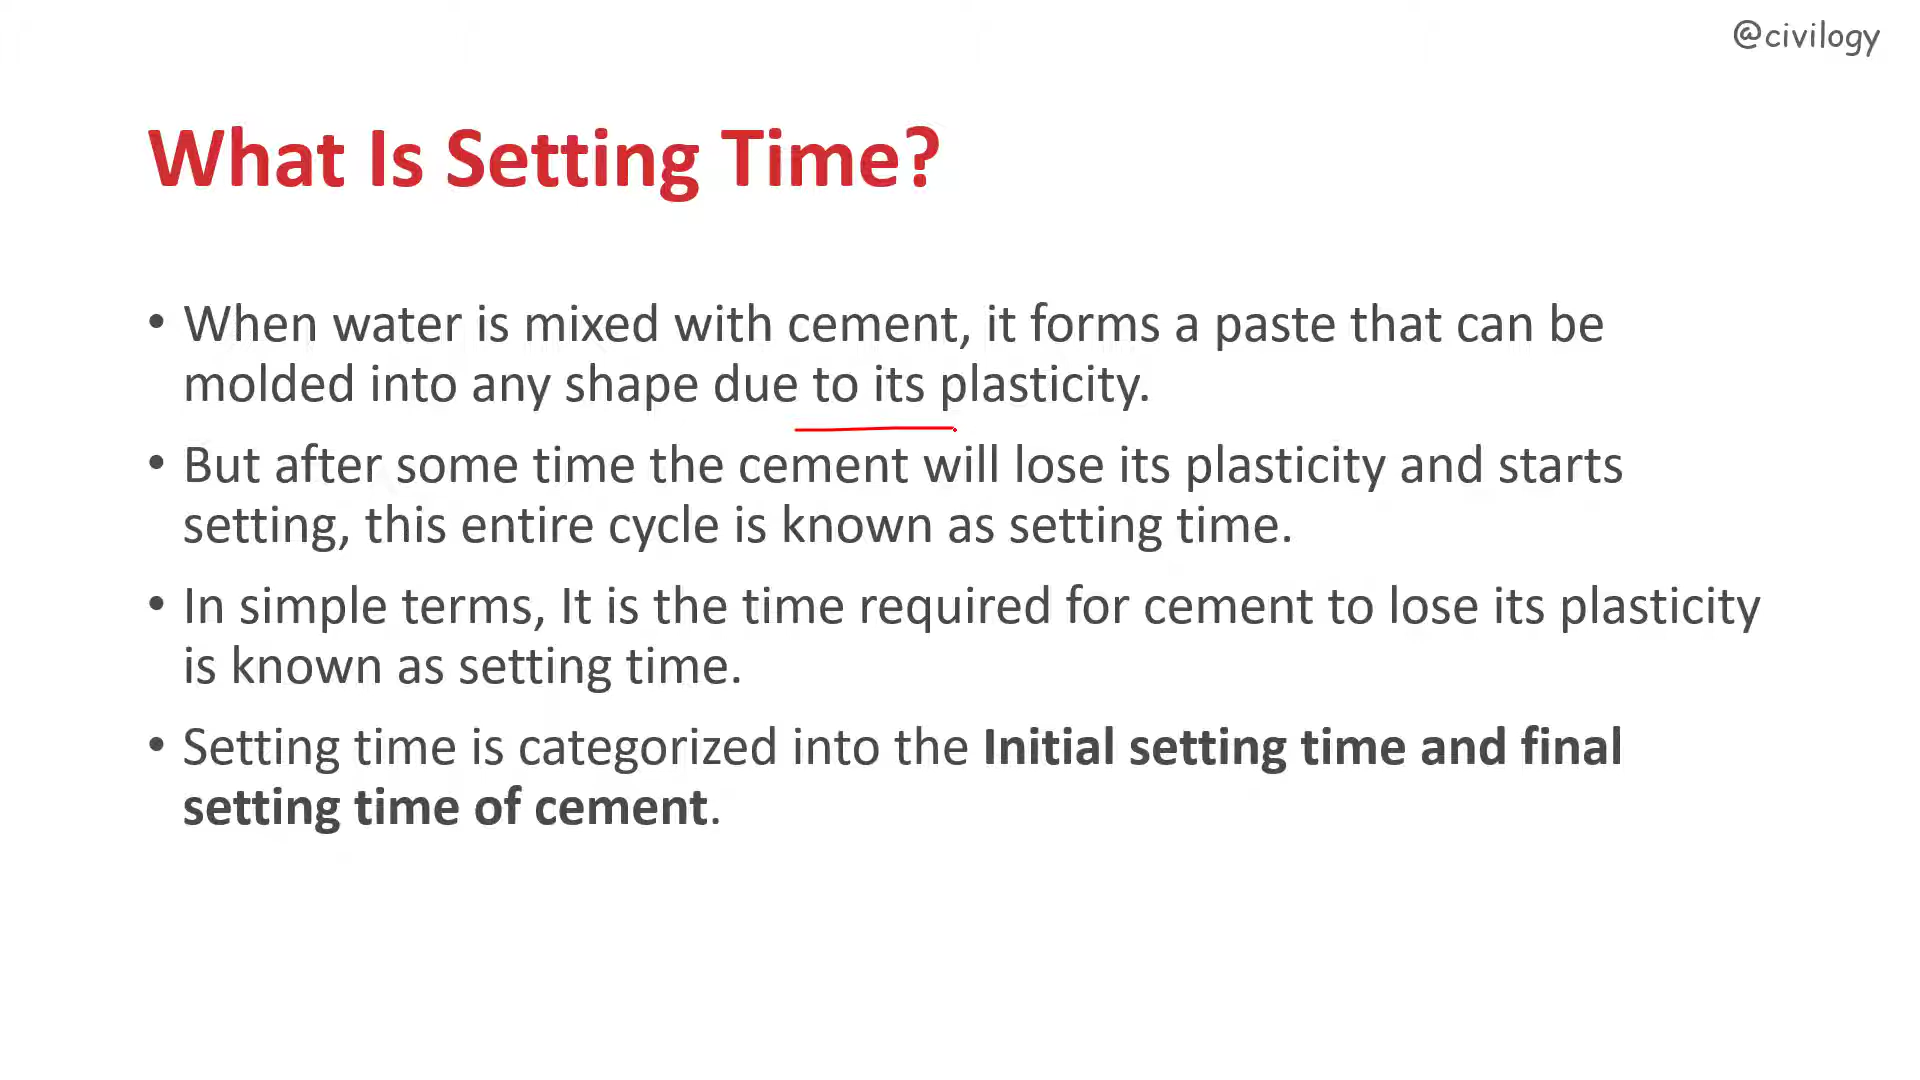 @civilogy
What Is Setting Time?
• When water is mixed with cement, it forms a paste that can be
molded into any shape due to its plasticity.
• But after some time the cement will lose its plasticity and starts
setting, this entire cycle is known as setting time.
• In simple terms, It is the time required for cement to lose its plasticity
is known as setting time.
• Setting time is categorized into the Initial setting time and final
setting time of cement.